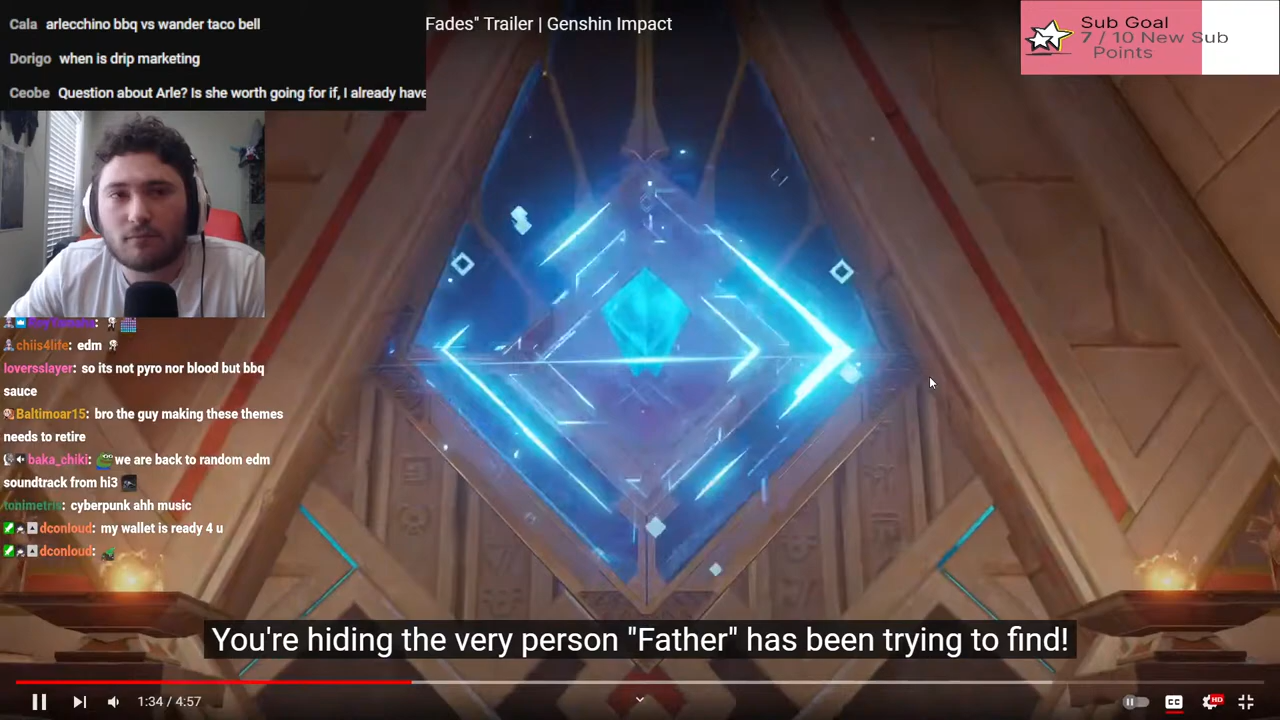 Cala arlecchino bbq vs wander taco bell
Fades" Trailer | Genshin Impact
Sub Goal
7 / 10 New Sub
Points
Dorigo when is drip marketing
Ceobe Question about Arle? Is she worth going for if, I already have
chiis4life: edm
loversslayer: so its not pyro nor blood but bbq
sauce
Baltimoar15: bro the guy making these themes
needs to retire
baka_chiki: we are back to random edm
soundtrack from hi3
tonimetris: cyberpunk ahh music
dconloud: my wallet is ready 4 u
dconloud:
You're hiding the very person "Father" has been trying to find!
1:34 / 4:57
CC
HD